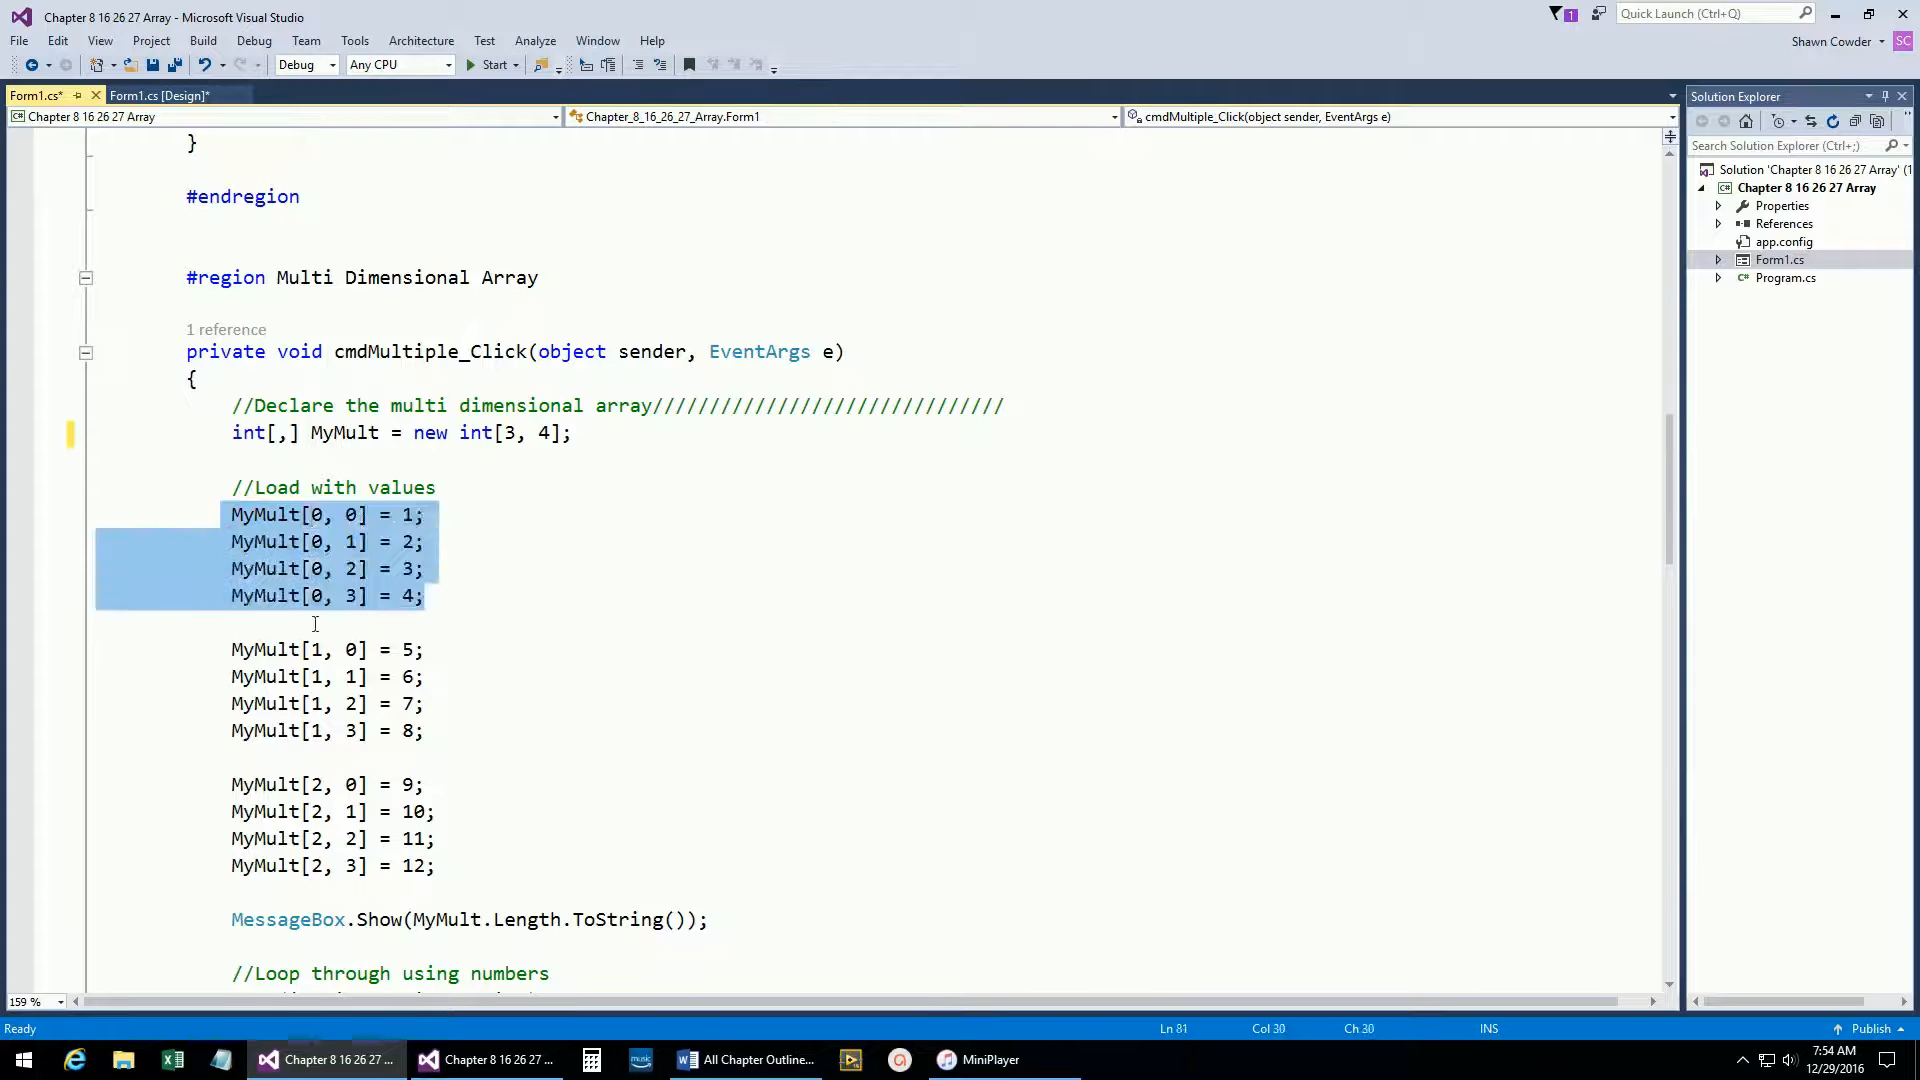 Chapter 8 16 26 27 Array - Microsoft Visual Studio
1
Quick Launch (Ctrl+Q)
File Edit View Project Build Debug Team Tools Architecture Test Analyze Window Help
Shawn Cowder
SC
Debug
Any CPU
Start
Form1.cs*
Form1.cs [Design]*
Solution Explorer
Chapter 8 16 26 27 Array
Chapter_8_16_26_27_Array.Form1
cmdMultiple_Click(object sender, EventArgs e)
Search Solution Explorer (Ctrl+;)
Solution 'Chapter 8 16 26 27 Array' (1
Chapter 8 16 26 27 Array
Properties
References
app.config
Form1.cs
Program.cs
}
#endregion
#region Multi Dimensional Array
1 reference
private void cmdMultiple_Click(object sender, EventArgs e)
{
//Declare the multi dimensional array///////////////////////////////
int[,] MyMult = new int[3, 4];
//Load with values
MyMult[0, 0] = 1;
MyMult[0, 1] = 2;
MyMult[0, 2] = 3;
MyMult[0, 3] = 4;
MyMult[1, 0] = 5;
MyMult[1, 1] = 6;
MyMult[1, 2] = 7;
MyMult[1, 3] = 8;
MyMult[2, 0] = 9;
MyMult[2, 1] = 10;
MyMult[2, 2] = 11;
MyMult[2, 3] = 12;
MessageBox.Show(MyMult.Length.ToString());
//Loop through using numbers
159 %
Ready
Ln 81
Col 30
Ch 30
INS
Publish
Chapter 8 16 26 27 ...
Chapter 8 16 26 27 ...
music
All Chapter Outline...
MiniPlayer
7:54 AM
12/29/2016